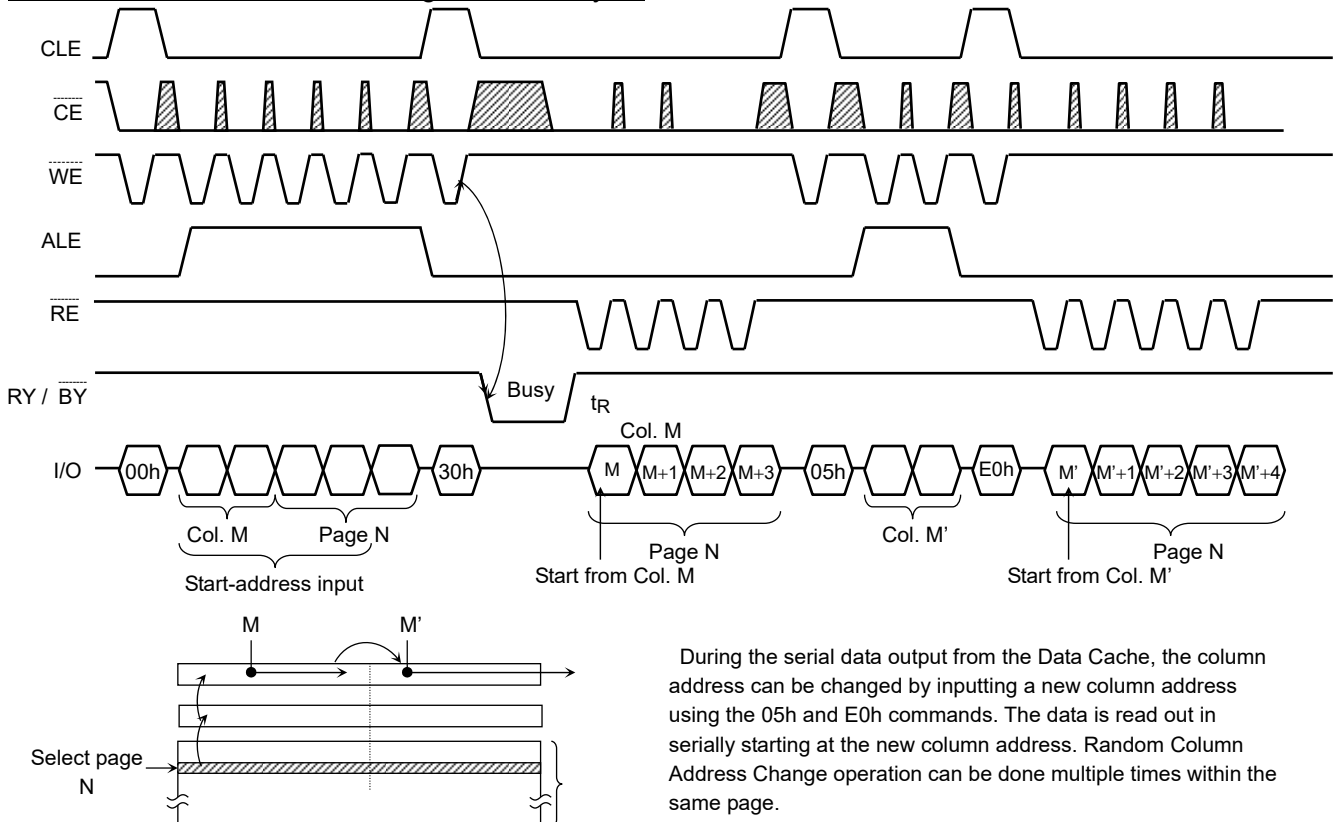 CLE
CE
WE
ALE
RE
RY / BY
Busy
tR
Col. M
I/O
00h
30h
M
M+1
M+2
M+3
05h
E0h
M'
M'+1
M'+2
M'+3
M'+4
Col. M
Page N
Page N
Col. M’
Page N
Start-address input
Start from Col. M
Start from Col. M’
M
M’
Select page
N
During the serial data output from the Data Cache, the column
address can be changed by inputting a new column address
using the 05h and E0h commands. The data is read out in
serially starting at the new column address. Random Column
Address Change operation can be done multiple times within the
same page.